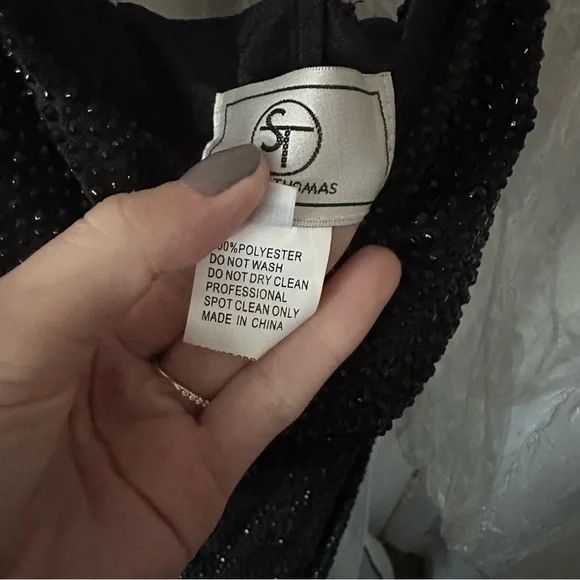 ST
THOMAS
00%POLYESTER
DO NOT WASH
DO NOT DRY CLEAN
PROFESSIONAL
SPOT CLEAN ONLY
MADE IN CHINA